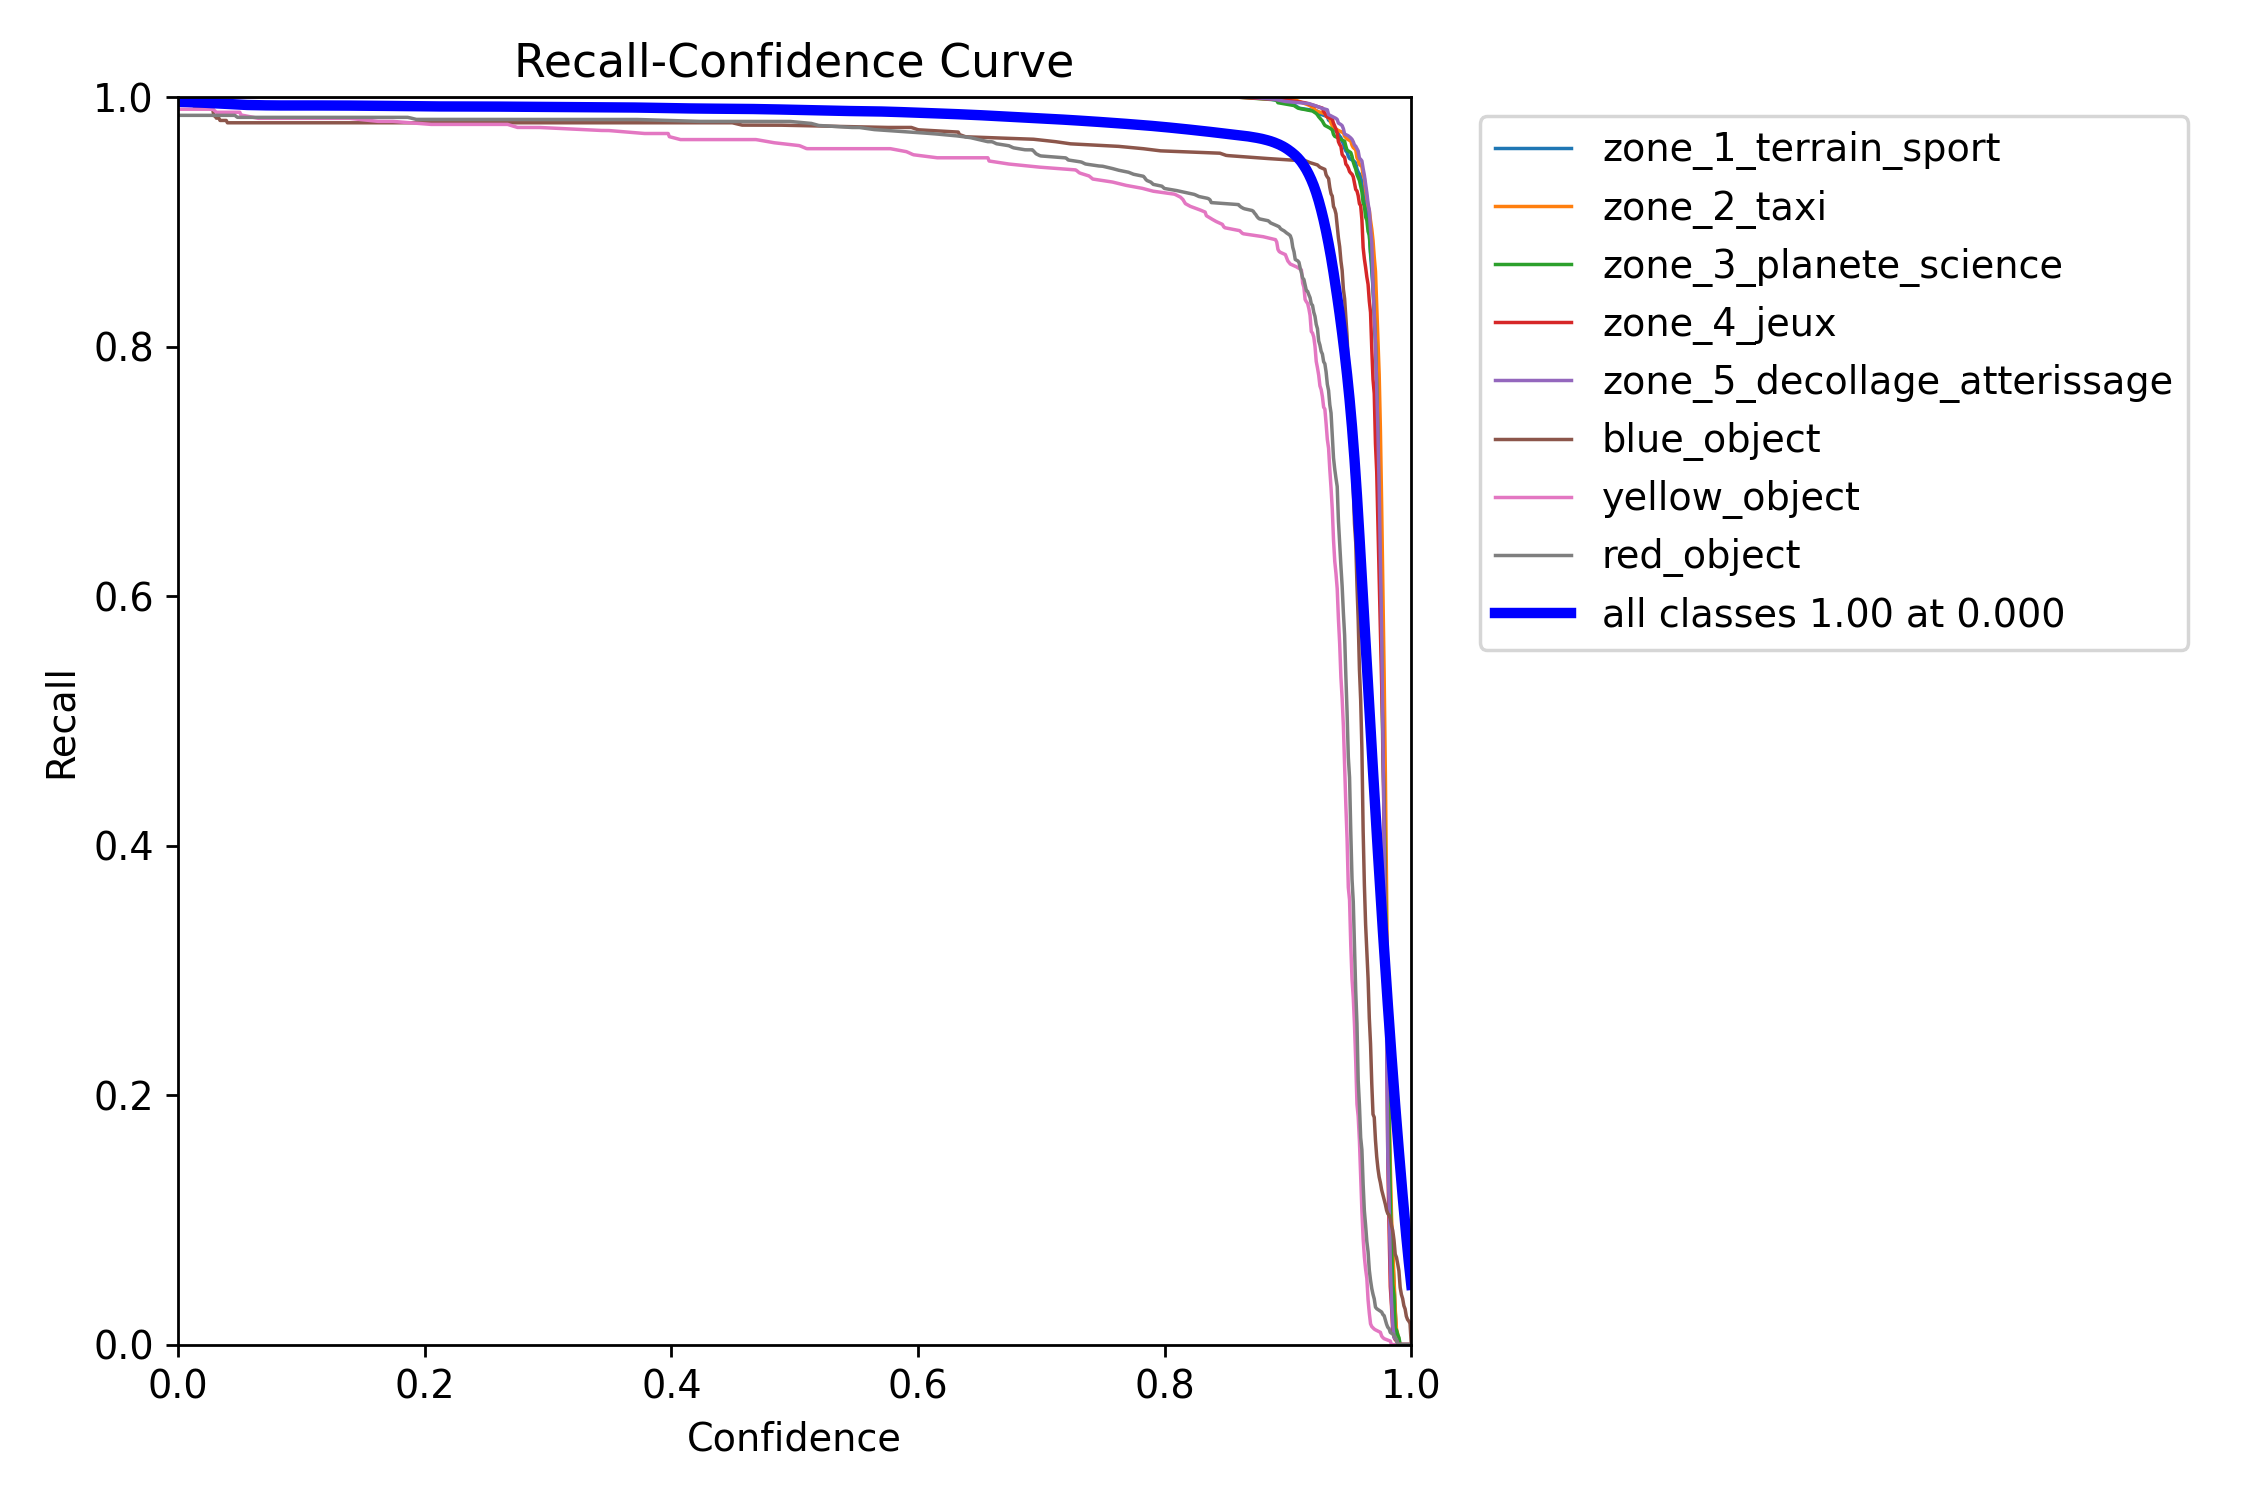 Recall-Confidence Curve
1.0
0.8
0.6
0.4
0.2
0.0
Recall
0.0 0.2 0.4 0.6 0.8 1.0
Confidence
zone_1_terrain_sport
zone_2_taxi
zone_3_planete_science
zone_4_jeux
zone_5_decollage_atterissage
blue_object
yellow_object
red_object
all classes 1.00 at 0.000